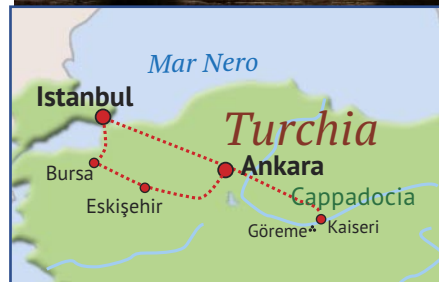 Mar Nero
Istanbul
Turchia
Ankara
Bursa
Cappadocia
Eskişehir
Göreme
Kaiseri